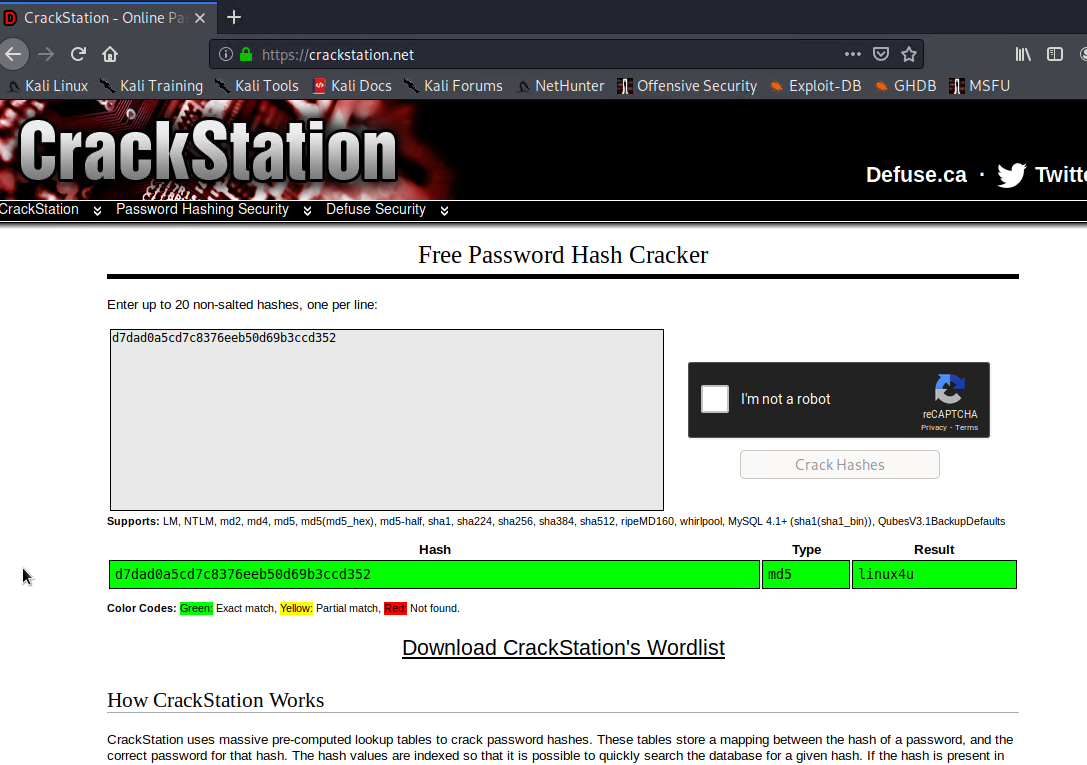 CrackStation - Online Pas
https://crackstation.net
Kali Linux Kali Training Kali Tools Kali Docs Kali Forums NetHunter Offensive Security Exploit-DB GHDB MSFU
CrackStation
Defuse.ca · Twitte
CrackStation Password Hashing Security Defuse Security
Free Password Hash Cracker
Enter up to 20 non-salted hashes, one per line:
d7dad0a5cd7c8376eeb50d69b3ccd352
I'm not a robot
reCAPTCHA
Privacy - Terms
Crack Hashes
Supports: LM, NTLM, md2, md4, md5, md5(md5_hex), md5-half, sha1, sha224, sha256, sha384, sha512, ripeMD160, whirlpool, MySQL 4.1+ (sha1(sha1_bin)), QubesV3.1BackupDefaults
Hash Type Result
d7dad0a5cd7c8376eeb50d69b3ccd352 md5 linux4u
Color Codes: Green: Exact match, Yellow: Partial match, Red: Not found.
Download CrackStation's Wordlist
How CrackStation Works
CrackStation uses massive pre-computed lookup tables to crack password hashes. These tables store a mapping between the hash of a password, and the
correct password for that hash. The hash values are indexed so that it is possible to quickly search the database for a given hash. If the hash is present in